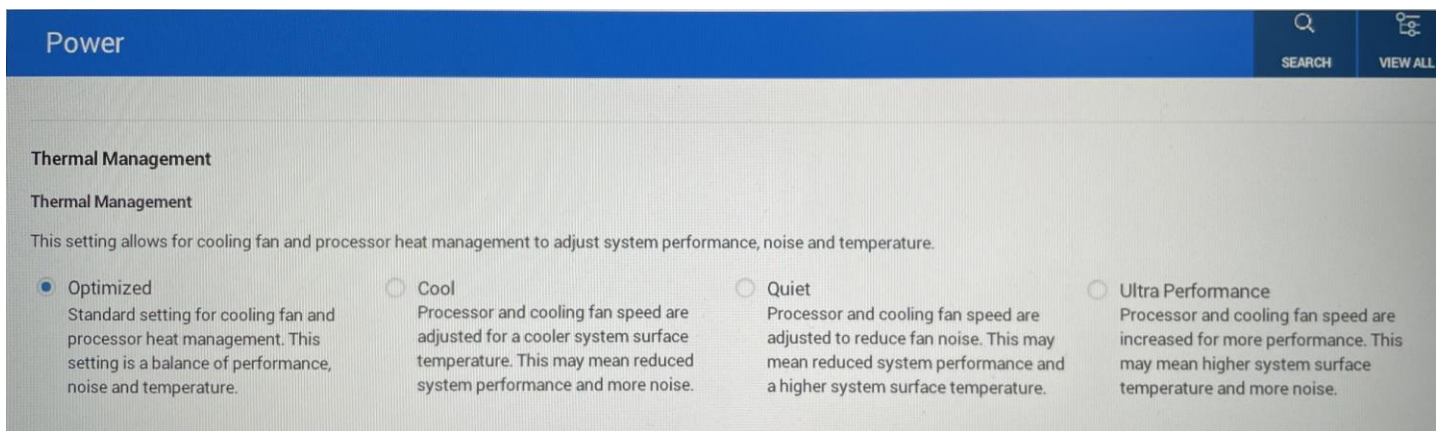 Power
SEARCH
VIEW ALL
Thermal Management
Thermal Management
This setting allows for cooling fan and processor heat management to adjust system performance, noise and temperature.
Optimized
Standard setting for cooling fan and
processor heat management. This
setting is a balance of performance,
noise and temperature.
Cool
Processor and cooling fan speed are
adjusted for a cooler system surface
temperature. This may mean reduced
system performance and more noise.
Quiet
Processor and cooling fan speed are
adjusted to reduce fan noise. This may
mean reduced system performance and
a higher system surface temperature.
Ultra Performance
Processor and cooling fan speed are
increased for more performance. This
may mean higher system surface
temperature and more noise.